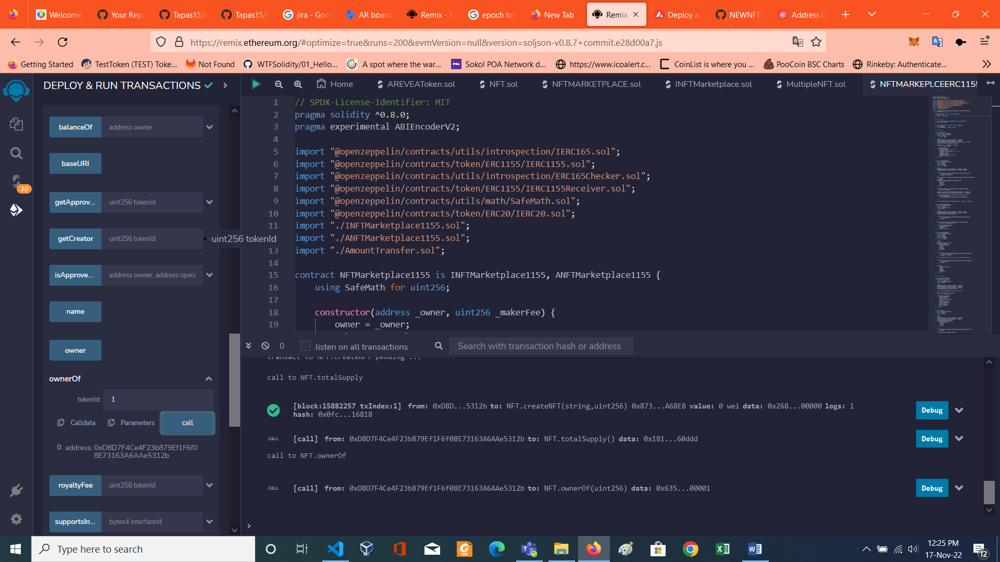 Welcome
Your Repo
Tapas15/N
Tapas15/t
jira - Goo
AR board
Remix - E
epoch tim
New Tab
Remix
Deploy a
NEWNFT/
Address 0
https://remix.ethereum.org/#optimize=true&runs=200&evmVersion=null&version=soljson-v0.8.7+commit.e28d00a7.js
Getting Started
TestToken (TEST) Toke...
Not Found
WTFSolidity/01_Hello...
A spot where the war...
Sokol POA Network d...
https://www.icoalert.c...
CoinList is where you ...
PooCoin BSC Charts
Rinkeby: Authenticate...
DEPLOY & RUN TRANSACTIONS
Home
AREVEAToken.sol
NFT.sol
NFTMARKETPLACE.sol
INFTMarketplace.sol
MultipleNFT.sol
NFTMARKEPLCEERC115
balanceOf address owner
baseURI
getApprov... uint256 tokenId
getCreator uint256 tokenId
uint256 tokenId
isApprove... address owner, address opera
name
owner
ownerOf
tokenId: 1
Calldata Parameters call
0: address: 0xD8D7F4Ce4F23b879Ef1F6f0
8E73163A6AAe5312b
royaltyFee uint256 tokenId
supportsIn... bytes4 interfaceId
10
1 // SPDX-License-Identifier: MIT
2 pragma solidity ^0.8.0;
3 pragma experimental ABIEncoderV2;
4
5 import "@openzeppelin/contracts/utils/introspection/IERC165.sol";
6 import "@openzeppelin/contracts/token/ERC1155/IERC1155.sol";
7 import "@openzeppelin/contracts/utils/introspection/ERC165Checker.sol";
8 import "@openzeppelin/contracts/token/ERC1155/IERC1155Receiver.sol";
9 import "@openzeppelin/contracts/utils/math/SafeMath.sol";
10 import "@openzeppelin/contracts/token/ERC20/IERC20.sol";
11 import "./INFTMarketplace1155.sol";
import "./ANFTMarketplace1155.sol";
13 import "./AmountTransfer.sol";
14
15 contract NFTMarketplace1155 is INFTMarketplace1155, ANFTMarketplace1155 {
16 using SafeMath for uint256;
17
18 constructor(address _owner, uint256 _makerFee) {
19 owner = _owner;
0 listen on all transactions Search with transaction hash or address
transact to NFT.createNFT pending ...
call to NFT.totalSupply
[block:15882257 txIndex:1] from: 0xD8D...5312b to: NFT.createNFT(string,uint256) 0x873...A68E8 value: 0 wei data: 0x268...00000 logs: 1
hash: 0x0fc...16818
Debug
CALL [call] from: 0xD8D7F4Ce4F23b879Ef1F6f08E73163A6AAe5312b to: NFT.totalSupply() data: 0x181...60ddd
Debug
call to NFT.ownerOf
CALL [call] from: 0xD8D7F4Ce4F23b879Ef1F6f08E73163A6AAe5312b to: NFT.ownerOf(uint256) data: 0x635...00001
Debug
>
Type here to search
12:25 PM
17-Nov-22
12